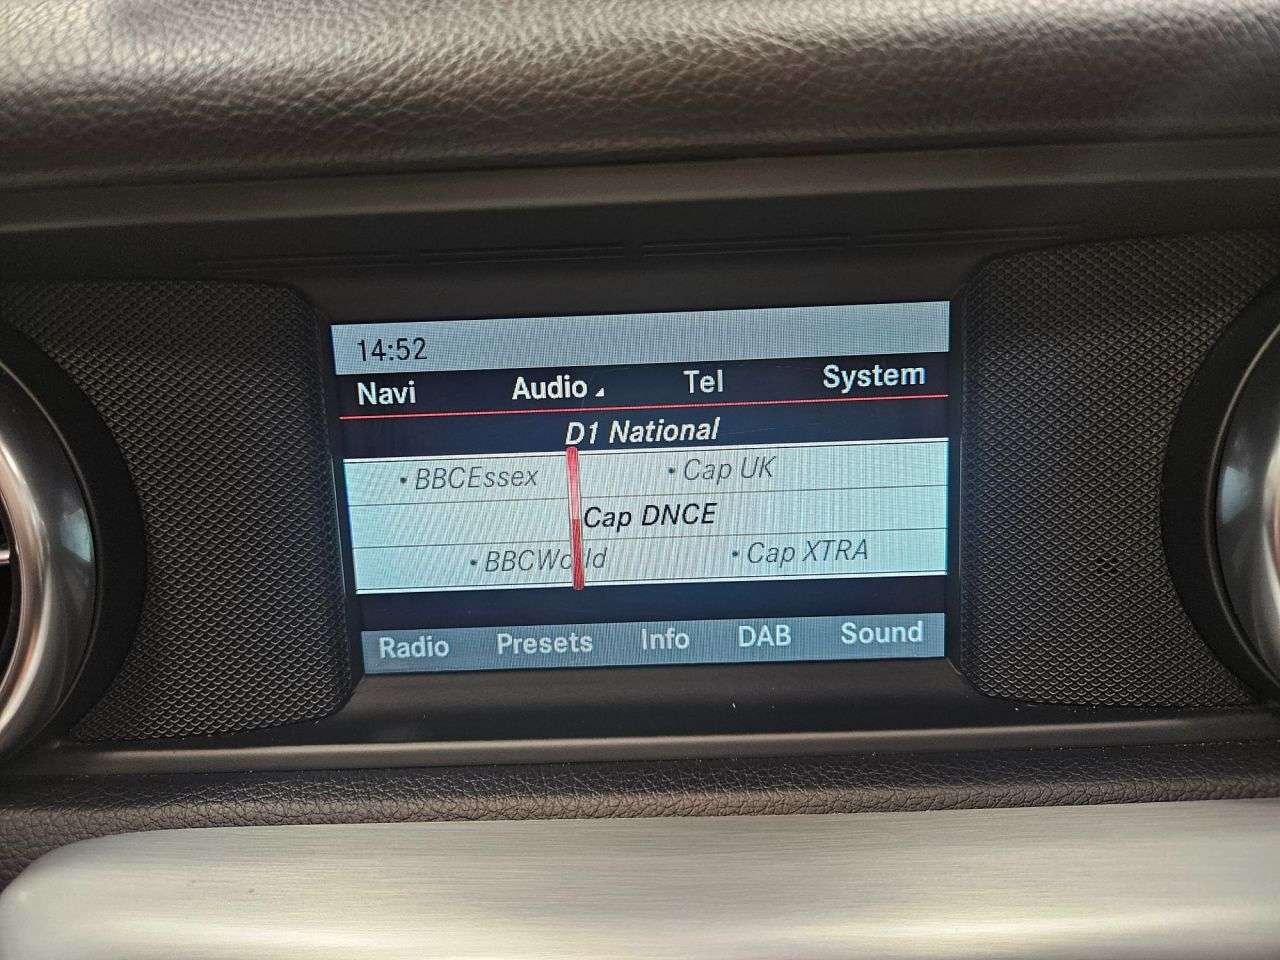 14:52
Navi Audio Tel System
D1 National
• BBCEssex • Cap UK
Cap DNCE
• BBCWorld • Cap XTRA
Radio Presets Info DAB Sound